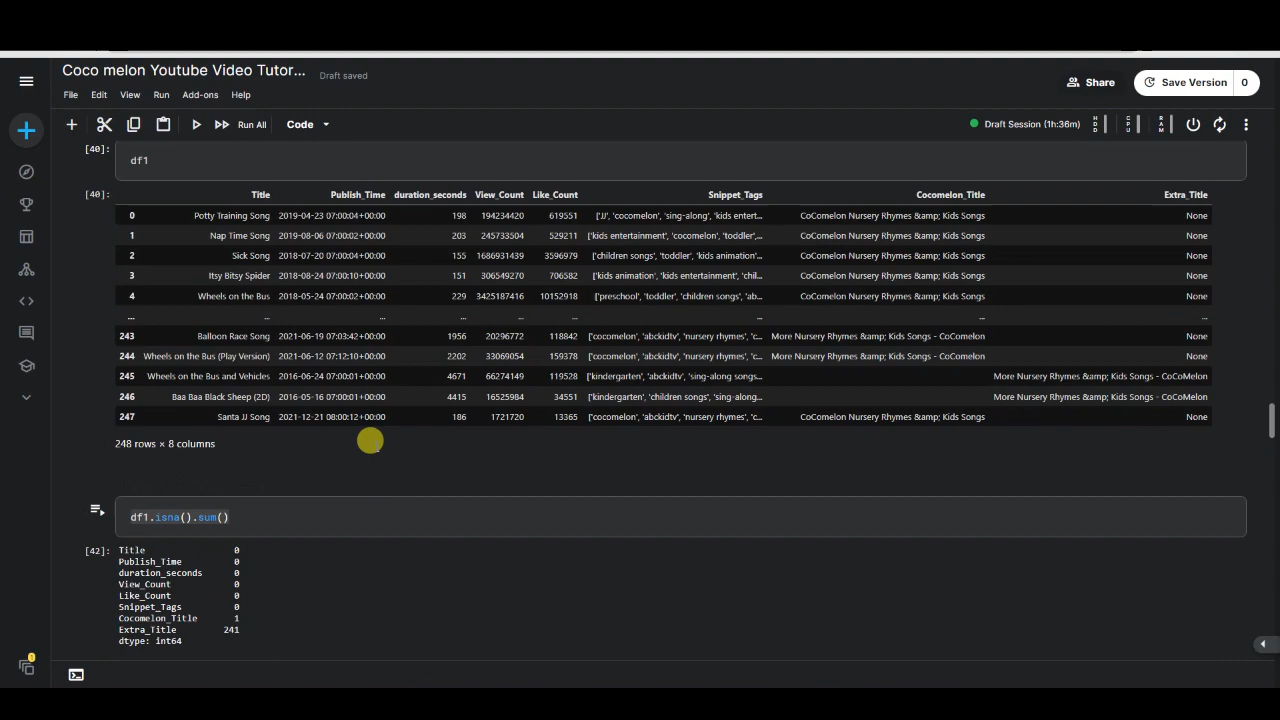 Coco melon Youtube Video Tutor...
Draft saved
Share
Save Version
0
File Edit View Run Add-ons Help
Run All
Code
Draft Session (1h:36m)
HDD
CPU
RAM
[40]:
df1
[40]:
Title Publish_Time duration_seconds View_Count Like_Count Snippet_Tags Cocomelon_Title Extra_Title
0 Potty Training Song 2019-04-23 07:00:04+00:00 198 194234420 619551 ['JJ', 'cocomelon', 'sing-along', 'kids entert... CoComelon Nursery Rhymes &amp; Kids Songs None
1 Nap Time Song 2019-08-06 07:00:02+00:00 203 245733504 529211 ['kids entertainment', 'cocomelon', 'toddler',... CoComelon Nursery Rhymes &amp; Kids Songs None
2 Sick Song 2018-07-20 07:00:04+00:00 155 1686931439 3596979 ['children songs', 'toddler', 'kids animation'... CoComelon Nursery Rhymes &amp; Kids Songs None
3 Itsy Bitsy Spider 2018-08-24 07:00:10+00:00 151 306549270 706582 ['kids animation', 'kids entertainment', 'chil... CoComelon Nursery Rhymes &amp; Kids Songs None
4 Wheels on the Bus 2018-05-24 07:00:02+00:00 229 3425187416 10152918 ['preschool', 'toddler', 'children songs', 'ab... CoComelon Nursery Rhymes &amp; Kids Songs None
... ... ... ... ... ... ... ... ...
243 Balloon Race Song 2021-06-19 07:03:42+00:00 1956 20296772 118842 ['cocomelon', 'abckidtv', 'nursery rhymes', 'c... More Nursery Rhymes &amp; Kids Songs - CoComelon None
244 Wheels on the Bus (Play Version) 2021-06-12 07:12:10+00:00 2202 33069054 159378 ['cocomelon', 'abckidtv', 'nursery rhymes', 'c... More Nursery Rhymes &amp; Kids Songs - CoComelon None
245 Wheels on the Bus and Vehicles 2016-06-24 07:00:01+00:00 4671 66274149 119528 ['kindergarten', 'abckidtv', 'sing-along songs... More Nursery Rhymes &amp; Kids Songs - CoCoMelon
246 Baa Baa Black Sheep (2D) 2016-05-16 07:00:01+00:00 4415 16525984 34551 ['kindergarten', 'children songs', 'sing-along... More Nursery Rhymes &amp; Kids Songs - CoCoMelon
247 Santa JJ Song 2021-12-21 08:00:12+00:00 186 1721720 13365 ['cocomelon', 'abckidtv', 'nursery rhymes', 'c... CoComelon Nursery Rhymes &amp; Kids Songs None
248 rows × 8 columns
df1.isna().sum()
[42]:
Title 0
Publish_Time 0
duration_seconds 0
View_Count 0
Like_Count 0
Snippet_Tags 0
Cocomelon_Title 1
Extra_Title 241
dtype: int64
1